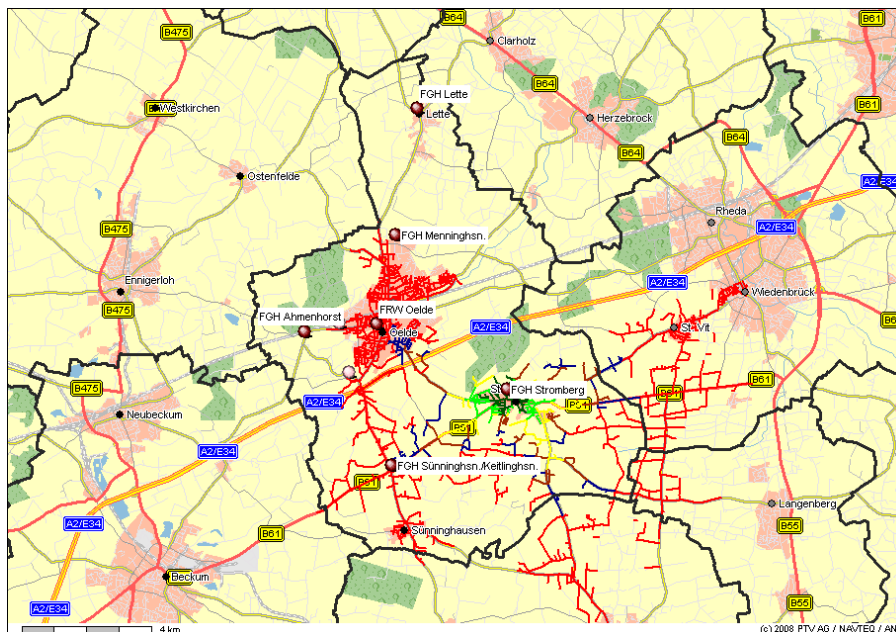 B64
B61
B475
Clarholz
B64
FGH Lette
Westkirchen
Lette
B61
Herzebrock
B64
B64
Ostenfelde
A2/E34
Rheda
A2/E34
B475
FGH Menninghsn.
A2/E34
Ennigerloh
Wiedenbrück
B475
FGH Ahmenhorst
FRW Oelde
Oelde
St. Vit
A2/E34
B475
FGH Stromberg
B61
B61
A2/E34
Neubeckum
B61
A2/E34
FGH Sünninghsn./Keitlinghsn.
B61
Langenberg
A2/E34
B61
Sünninghausen
B55
Beckum
A2/E34
B55
4 km
(c) 2008 PTV AG / NAVTEQ / AN